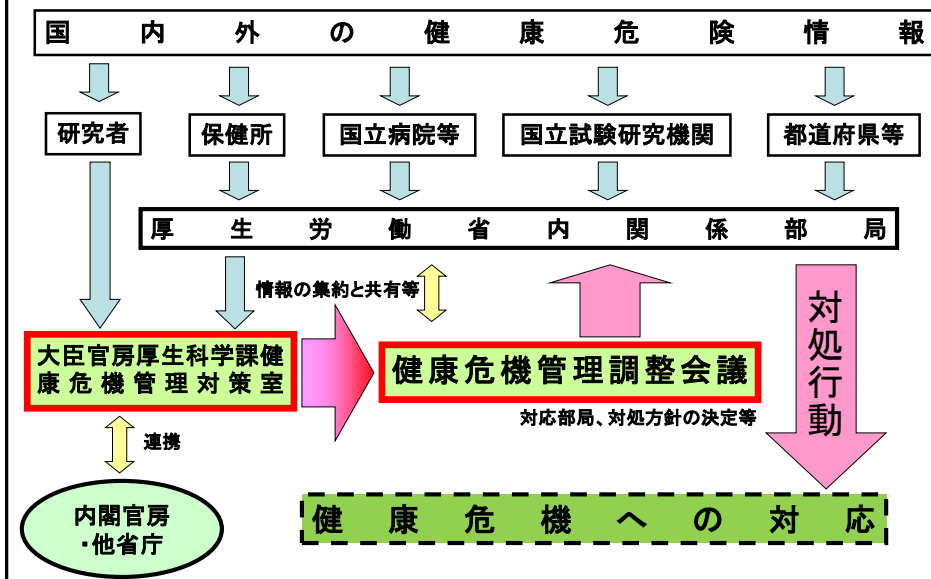 国内外の健康危険情報
研究者
保健所
国立病院等
国立試験研究機関
都道府県等
厚生労働省内関係部局
情報の集約と共有等
大臣官房厚生科学課健
康危機管理対策室
健康危機管理調整会議
対処行動
対応部局、対処方針の決定等
連携
内閣官房
・他省庁
健康危機への対応